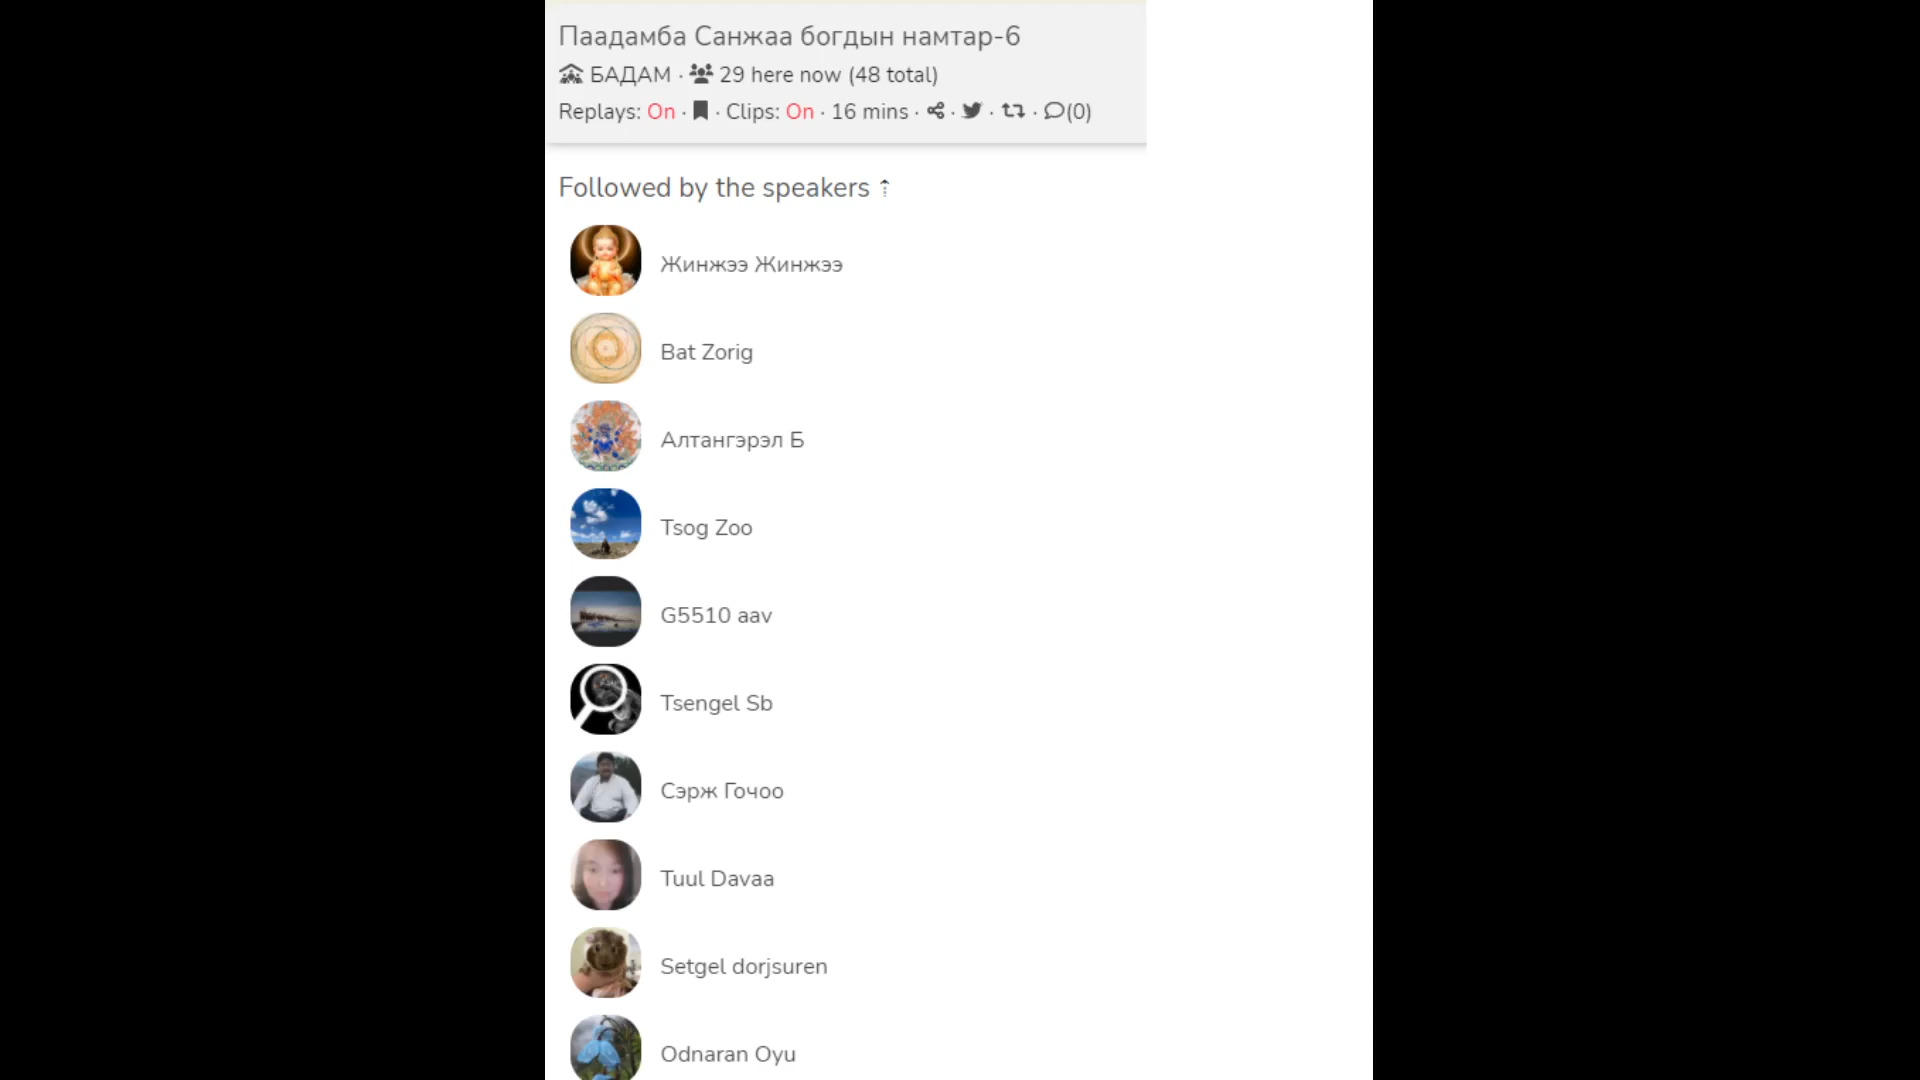 Паадамба Санжаа богдын намтар-6
БАДАМ · 29 here now (48 total)
Replays: On · · Clips: On · 16 mins · · · · (0)
Followed by the speakers ⇡
Жинжээ Жинжээ
Bat Zorig
Алтангэрэл Б
Tsog Zoo
G5510 aav
Tsengel Sb
Сэрж Гочоо
Tuul Davaa
Setgel dorjsuren
Odnaran Oyu